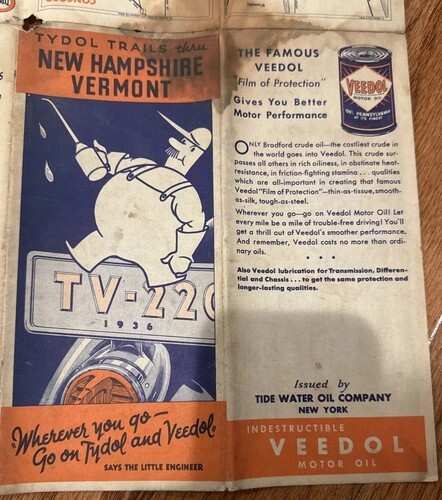 TYDOL TRAILS thru
NEW HAMPSHIRE
VERMONT
TV-220
1936
"Wherever you go—
Go on Tydol and Veedol"
SAYS THE LITTLE ENGINEER
THE FAMOUS
VEEDOL
"Film of Protection"
Gives You Better
Motor Performance
VEEDOL
MOTOR OIL
100% PENNSYLVANIA
AT ITS FINEST
ONLY Bradford crude oil—the costliest crude in
the world goes into Veedol. This crude sur-
passes all others in rich oiliness, in obstinate heat-
resistance, in friction-fighting stamina . . . qualities
which are all-important in creating that famous
Veedol "Film of Protection"—thin-as-tissue, smooth-
as-silk, tough-as-steel.
Wherever you go—go on Veedol Motor Oil! Let
every mile be a mile of trouble-free driving! You'll
get a thrill out of Veedol's smoother performance.
And remember, Veedol costs no more than ordi-
nary oils.
• • •
Also Veedol lubrication for Transmission, Differen-
tial and Chassis . . . to get the same protection and
longer-lasting qualities.
Issued by
TIDE WATER OIL COMPANY
NEW YORK
INDESTRUCTIBLE
VEEDOL
MOTOR OIL